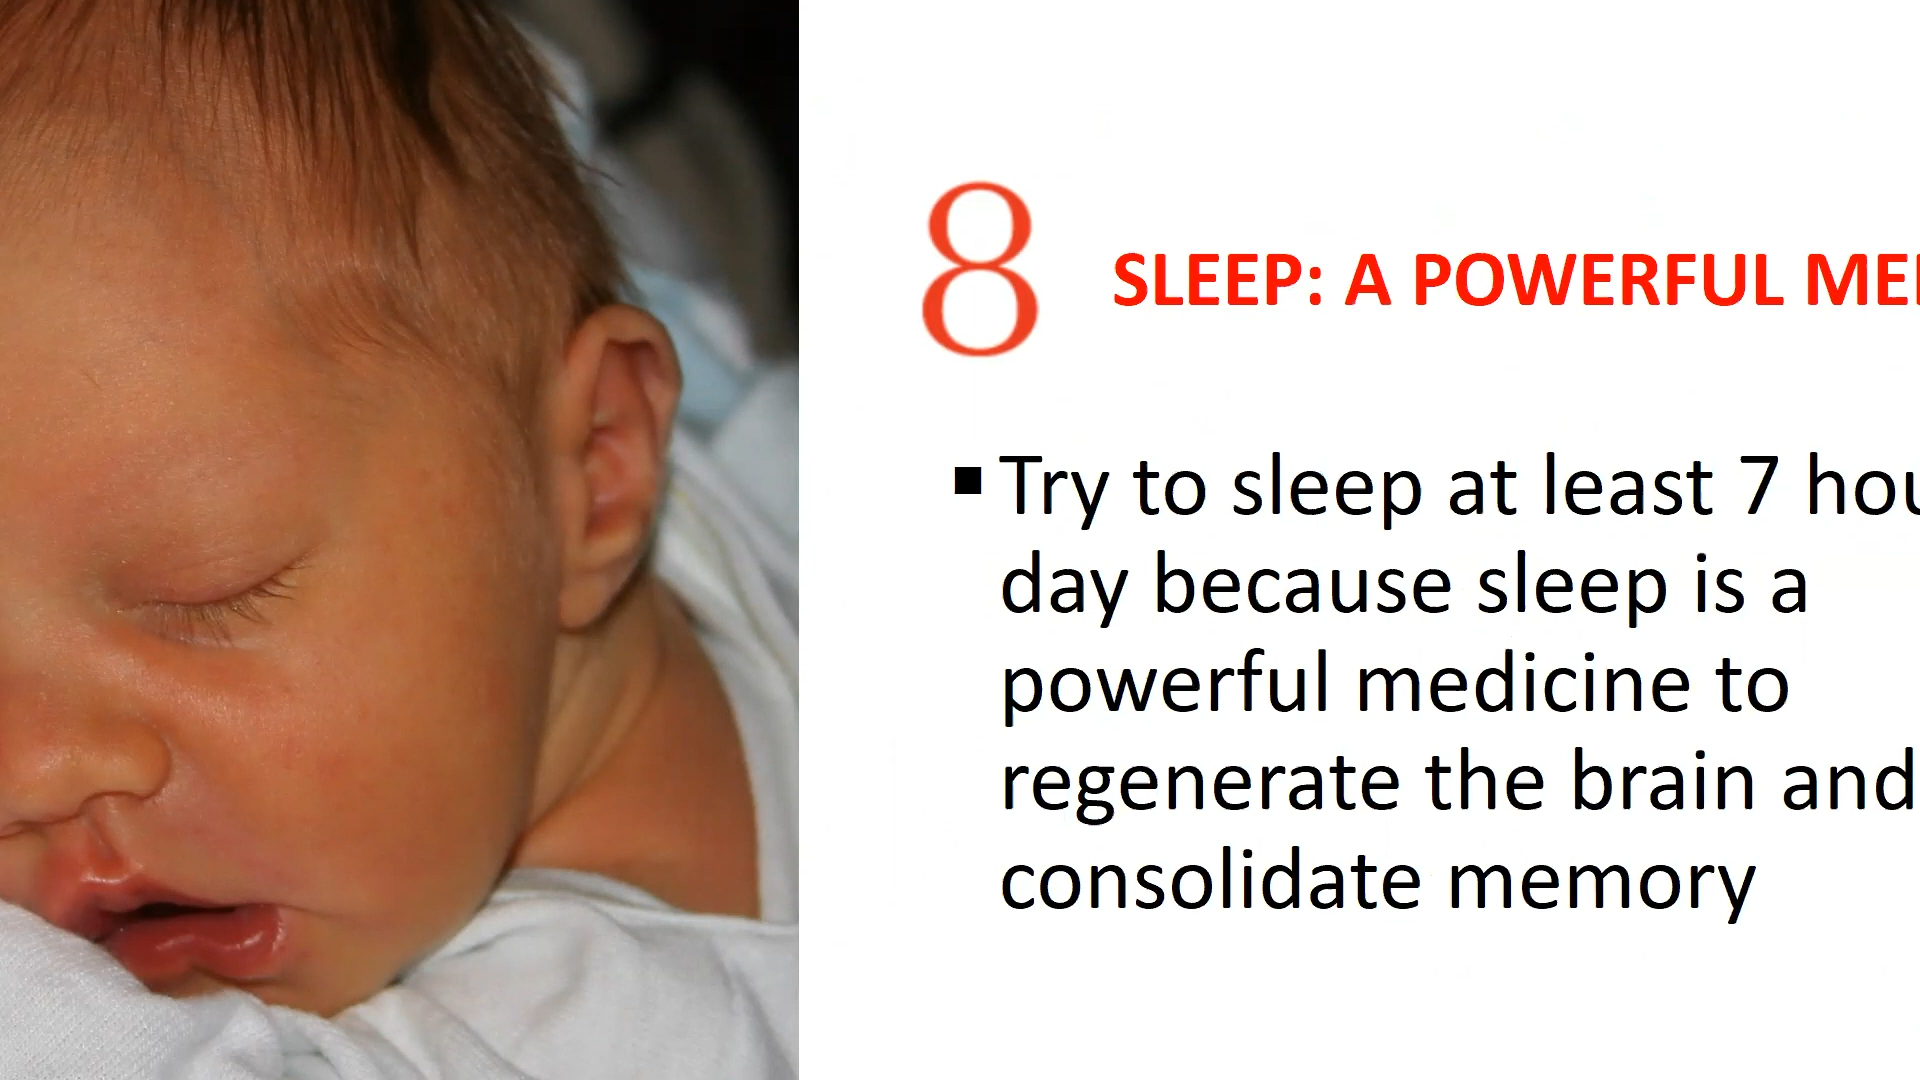 8
SLEEP: A POWERFUL
▪ Try to sleep at least 7
day because sleep is a
powerful medicine to
regenerate the brain and
consolidate memory